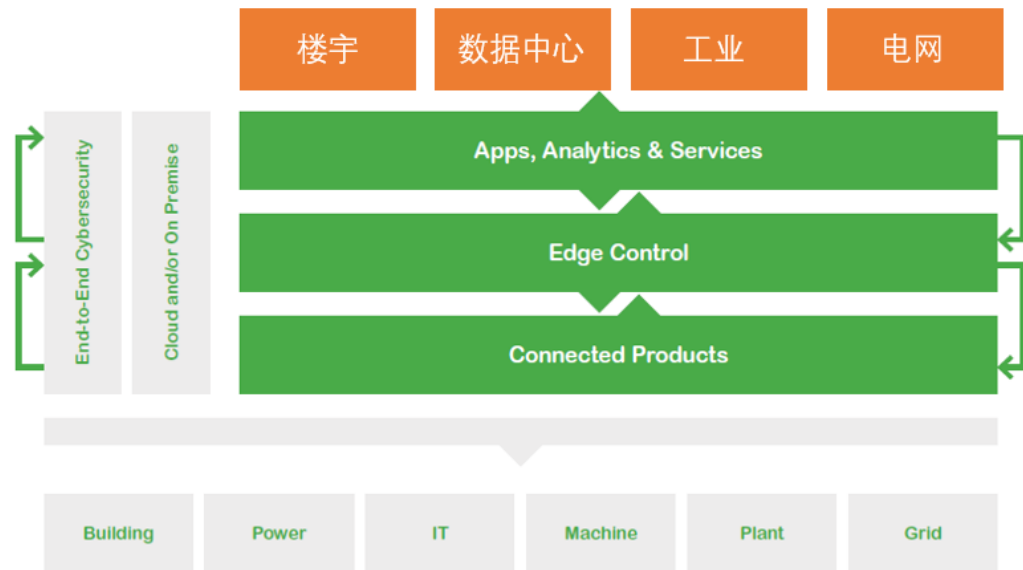 楼宇
数据中心
工业
电网
End-to-End Cybersecurity
Cloud and/or On Premise
Apps, Analytics & Services
Edge Control
Connected Products
Building
Power
IT
Machine
Plant
Grid